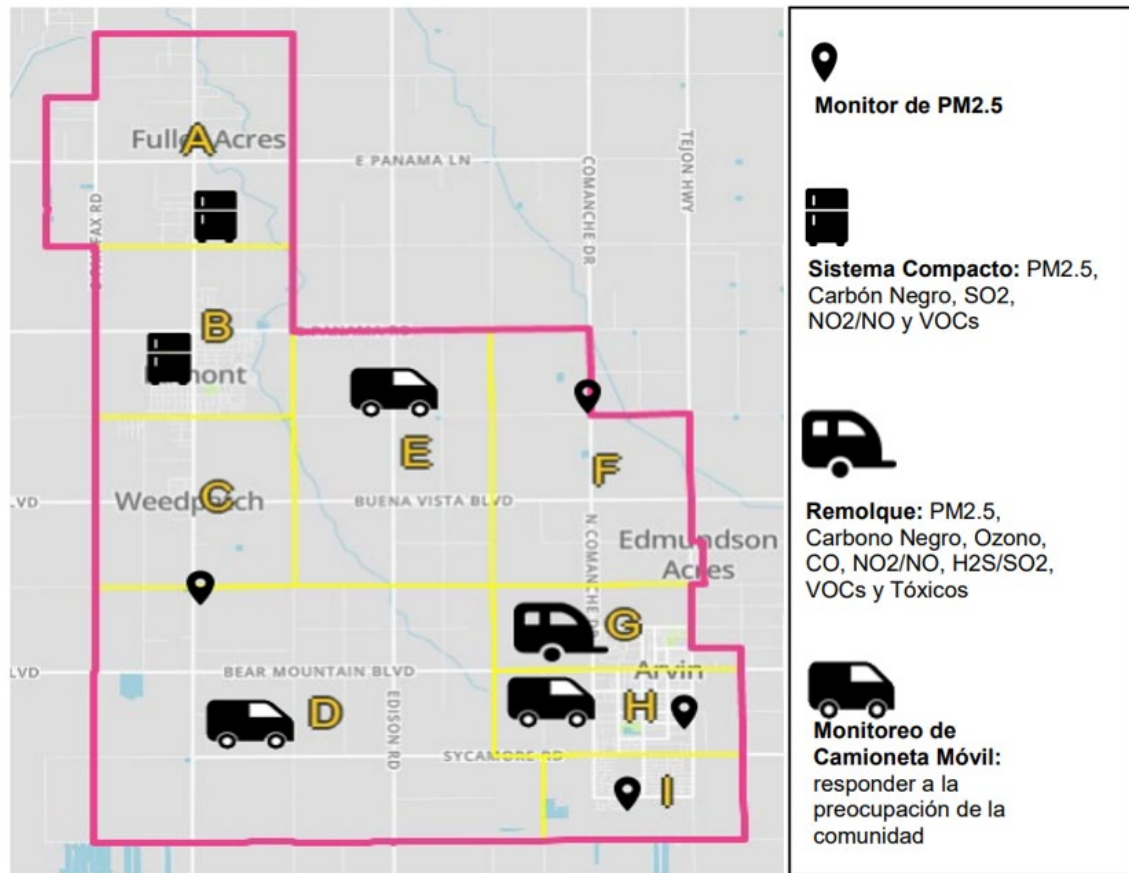 A
Fuller Acres
E PANAMA LN
FAX RD
COMANCHE DR
TEJON HWY
B
PANAMA RD
E
C
Weedpatch
LVD
BUENA VISTA BLVD
F
N COMANCHE DR
Edmundson
Acres
G
LVD
BEAR MOUNTAIN BLVD
Arvin
D
EDISON RD
H
SYCAMORE RD
I
Monitor de PM2.5
Sistema Compacto: PM2.5,
Carbón Negro, SO2,
NO2/NO y VOCs
Remolque: PM2.5,
Carbono Negro, Ozono,
CO, NO2/NO, H2S/SO2,
VOCs y Tóxicos
Monitoreo de
Camioneta Móvil:
responder a la
preocupación de la
comunidad